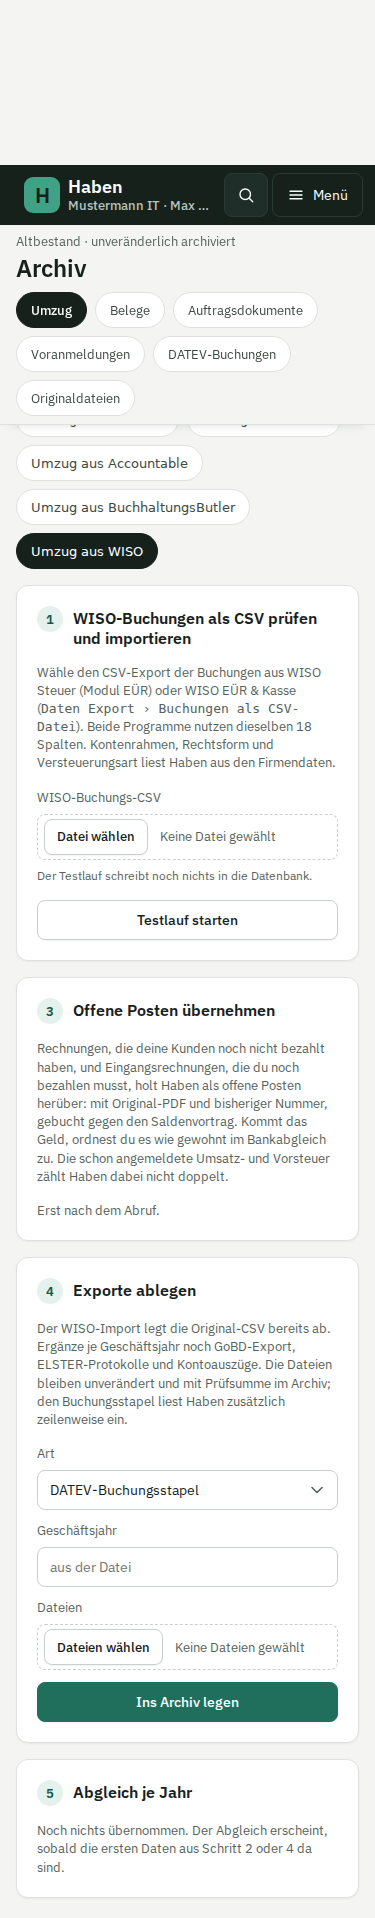 H
Haben
Mustermann IT · Max ...
Menü
Altbestand · unveränderlich archiviert
Archiv
Umzug
Belege
Auftragsdokumente
Voranmeldungen
DATEV-Buchungen
Originaldateien
Umzug aus Accountable
Umzug aus BuchhaltungsButler
Umzug aus WISO
1
WISO-Buchungen als CSV prüfen
und importieren
Wähle den CSV-Export der Buchungen aus WISO
Steuer (Modul EÜR) oder WISO EÜR & Kasse
(Daten Export › Buchungen als CSV-
Datei). Beide Programme nutzen dieselben 18
Spalten. Kontenrahmen, Rechtsform und
Versteuerungsart liest Haben aus den Firmendaten.
WISO-Buchungs-CSV
Datei wählen
Keine Datei gewählt
Der Testlauf schreibt noch nichts in die Datenbank.
Testlauf starten
3
Offene Posten übernehmen
Rechnungen, die deine Kunden noch nicht bezahlt
haben, und Eingangsrechnungen, die du noch
bezahlen musst, holt Haben als offene Posten
herüber: mit Original-PDF und bisheriger Nummer,
gebucht gegen den Saldenvortrag. Kommt das
Geld, ordnest du es wie gewohnt im Bankabgleich
zu. Die schon angemeldete Umsatz- und Vorsteuer
zählt Haben dabei nicht doppelt.
Erst nach dem Abruf.
4
Exporte ablegen
Der WISO-Import legt die Original-CSV bereits ab.
Ergänze je Geschäftsjahr noch GoBD-Export,
ELSTER-Protokolle und Kontoauszüge. Die Dateien
bleiben unverändert und mit Prüfsumme im Archiv;
den Buchungsstapel liest Haben zusätzlich
zeilenweise ein.
Art
DATEV-Buchungsstapel
Geschäftsjahr
aus der Datei
Dateien
Dateien wählen
Keine Dateien gewählt
Ins Archiv legen
5
Abgleich je Jahr
Noch nichts übernommen. Der Abgleich erscheint,
sobald die ersten Daten aus Schritt 2 oder 4 da
sind.